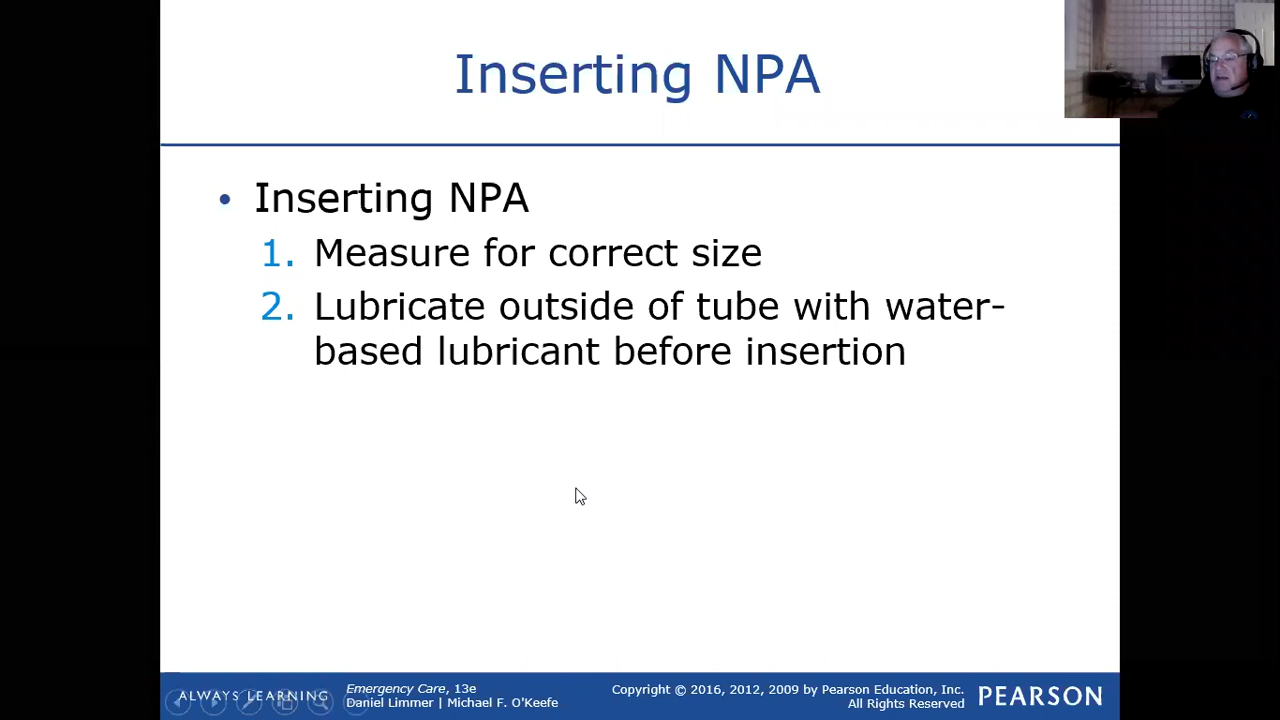 Inserting NPA
• Inserting NPA
1. Measure for correct size
2. Lubricate outside of tube with water-
based lubricant before insertion
ALWAYS LEARNING
Emergency Care, 13e
Daniel Limmer | Michael F. O'Keefe
Copyright © 2016, 2012, 2009 by Pearson Education, Inc.
All Rights Reserved
PEARSON